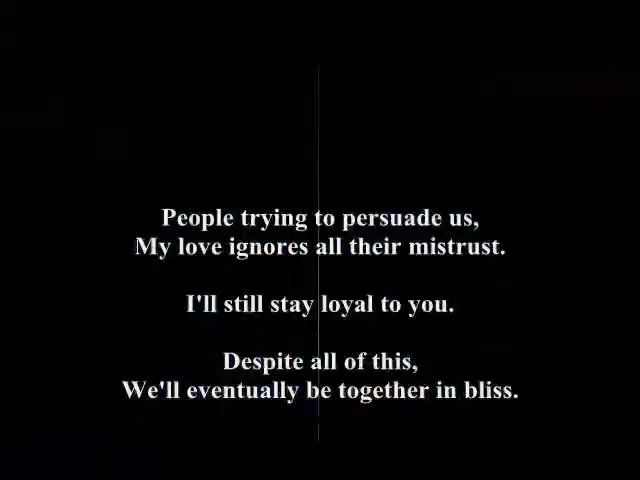 People trying to persuade us,
My love ignores all their mistrust.
I'll still stay loyal to you.
Despite all of this,
We'll eventually be together in bliss.